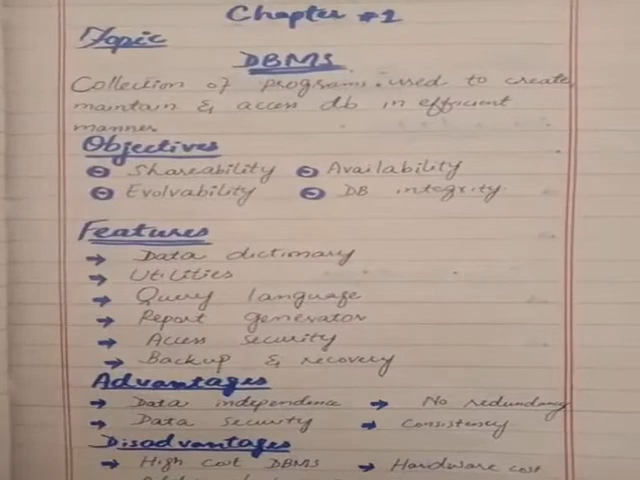 Chapter #2
Topic
DBMS
Collection of programs used to create,
maintain & access db in efficient
manner.
Objectives
Shareability Availability
Evolvability DB integrity.
Features
→ Data dictionary
→ Utilities
→ Query language
→ Report generator
→ Access security
→ Backup & recovery
Advantages
→ Data independence → No redundancy
→ Data security → Consistency
Disadvantages
→ High cost DBMS → Hardware cost